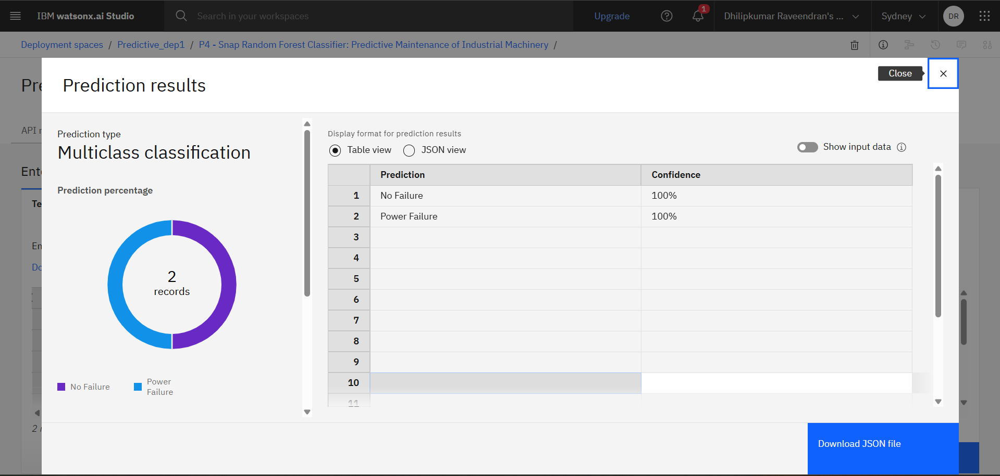 IBM watsonx.ai Studio
Search in your workspaces
Upgrade
1
Dhilipkumar Raveendran's ...
Sydney
DR
Deployment spaces / Predictive_dep1 / P4 - Snap Random Forest Classifier: Predictive Maintenance of Industrial Machinery /
Pre
Prediction results
Close
API r
Prediction type
Multiclass classification
Prediction percentage
2
records
No Failure
Power
Failure
Display format for prediction results
Table view
JSON view
Show input data
Prediction Confidence
1 No Failure 100%
2 Power Failure 100%
3
4
5
6
7
8
9
10
11
Ente
Te
En
Do
2 r
Download JSON file